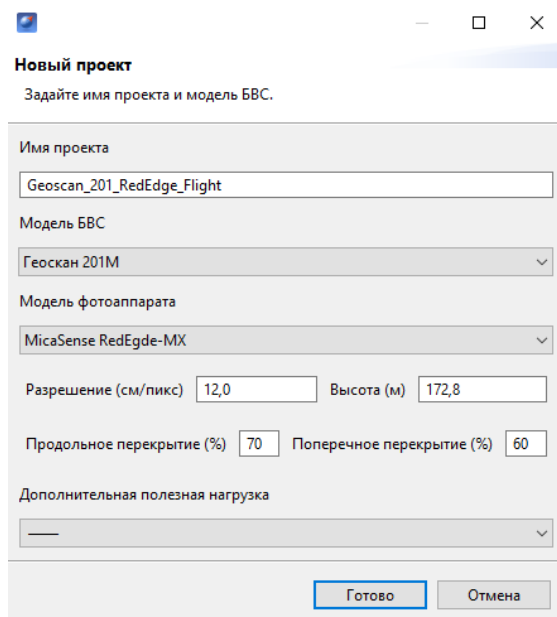 Новый проект
Задайте имя проекта и модель БВС.
Имя проекта
Geoscan_201_RedEdge_Flight
Модель БВС
Геоскан 201М
Модель фотоаппарата
MicaSense RedEgde-MX
Разрешение (см/пикс) 12,0 Высота (м) 172,8
Продольное перекрытие (%) 70 Поперечное перекрытие (%) 60
Дополнительная полезная нагрузка
——
Готово Отмена